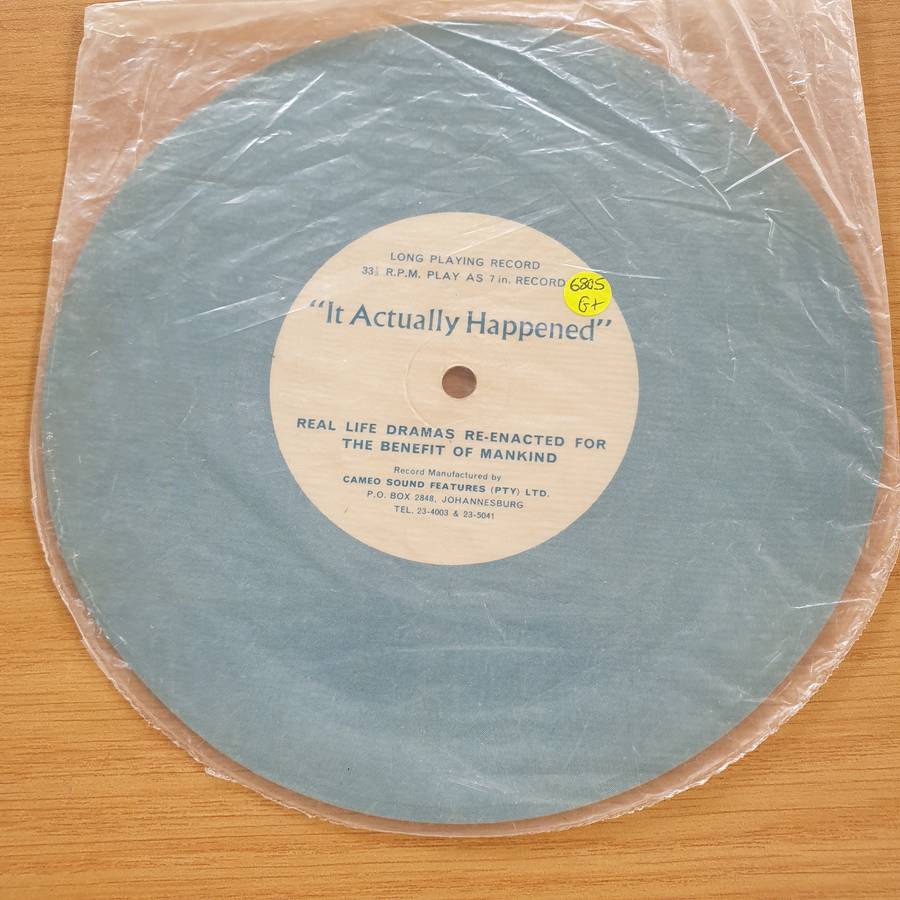 LONG PLAYING RECORD
33⅓ R.P.M. PLAY AS 7 in. RECORD
"It Actually Happened"
REAL LIFE DRAMAS RE-ENACTED FOR
THE BENEFIT OF MANKIND
Record Manufactured by
CAMEO SOUND FEATURES (PTY) LTD.
P.O. BOX 2848, JOHANNESBURG
TEL. 23-4003 & 23-5041
G+